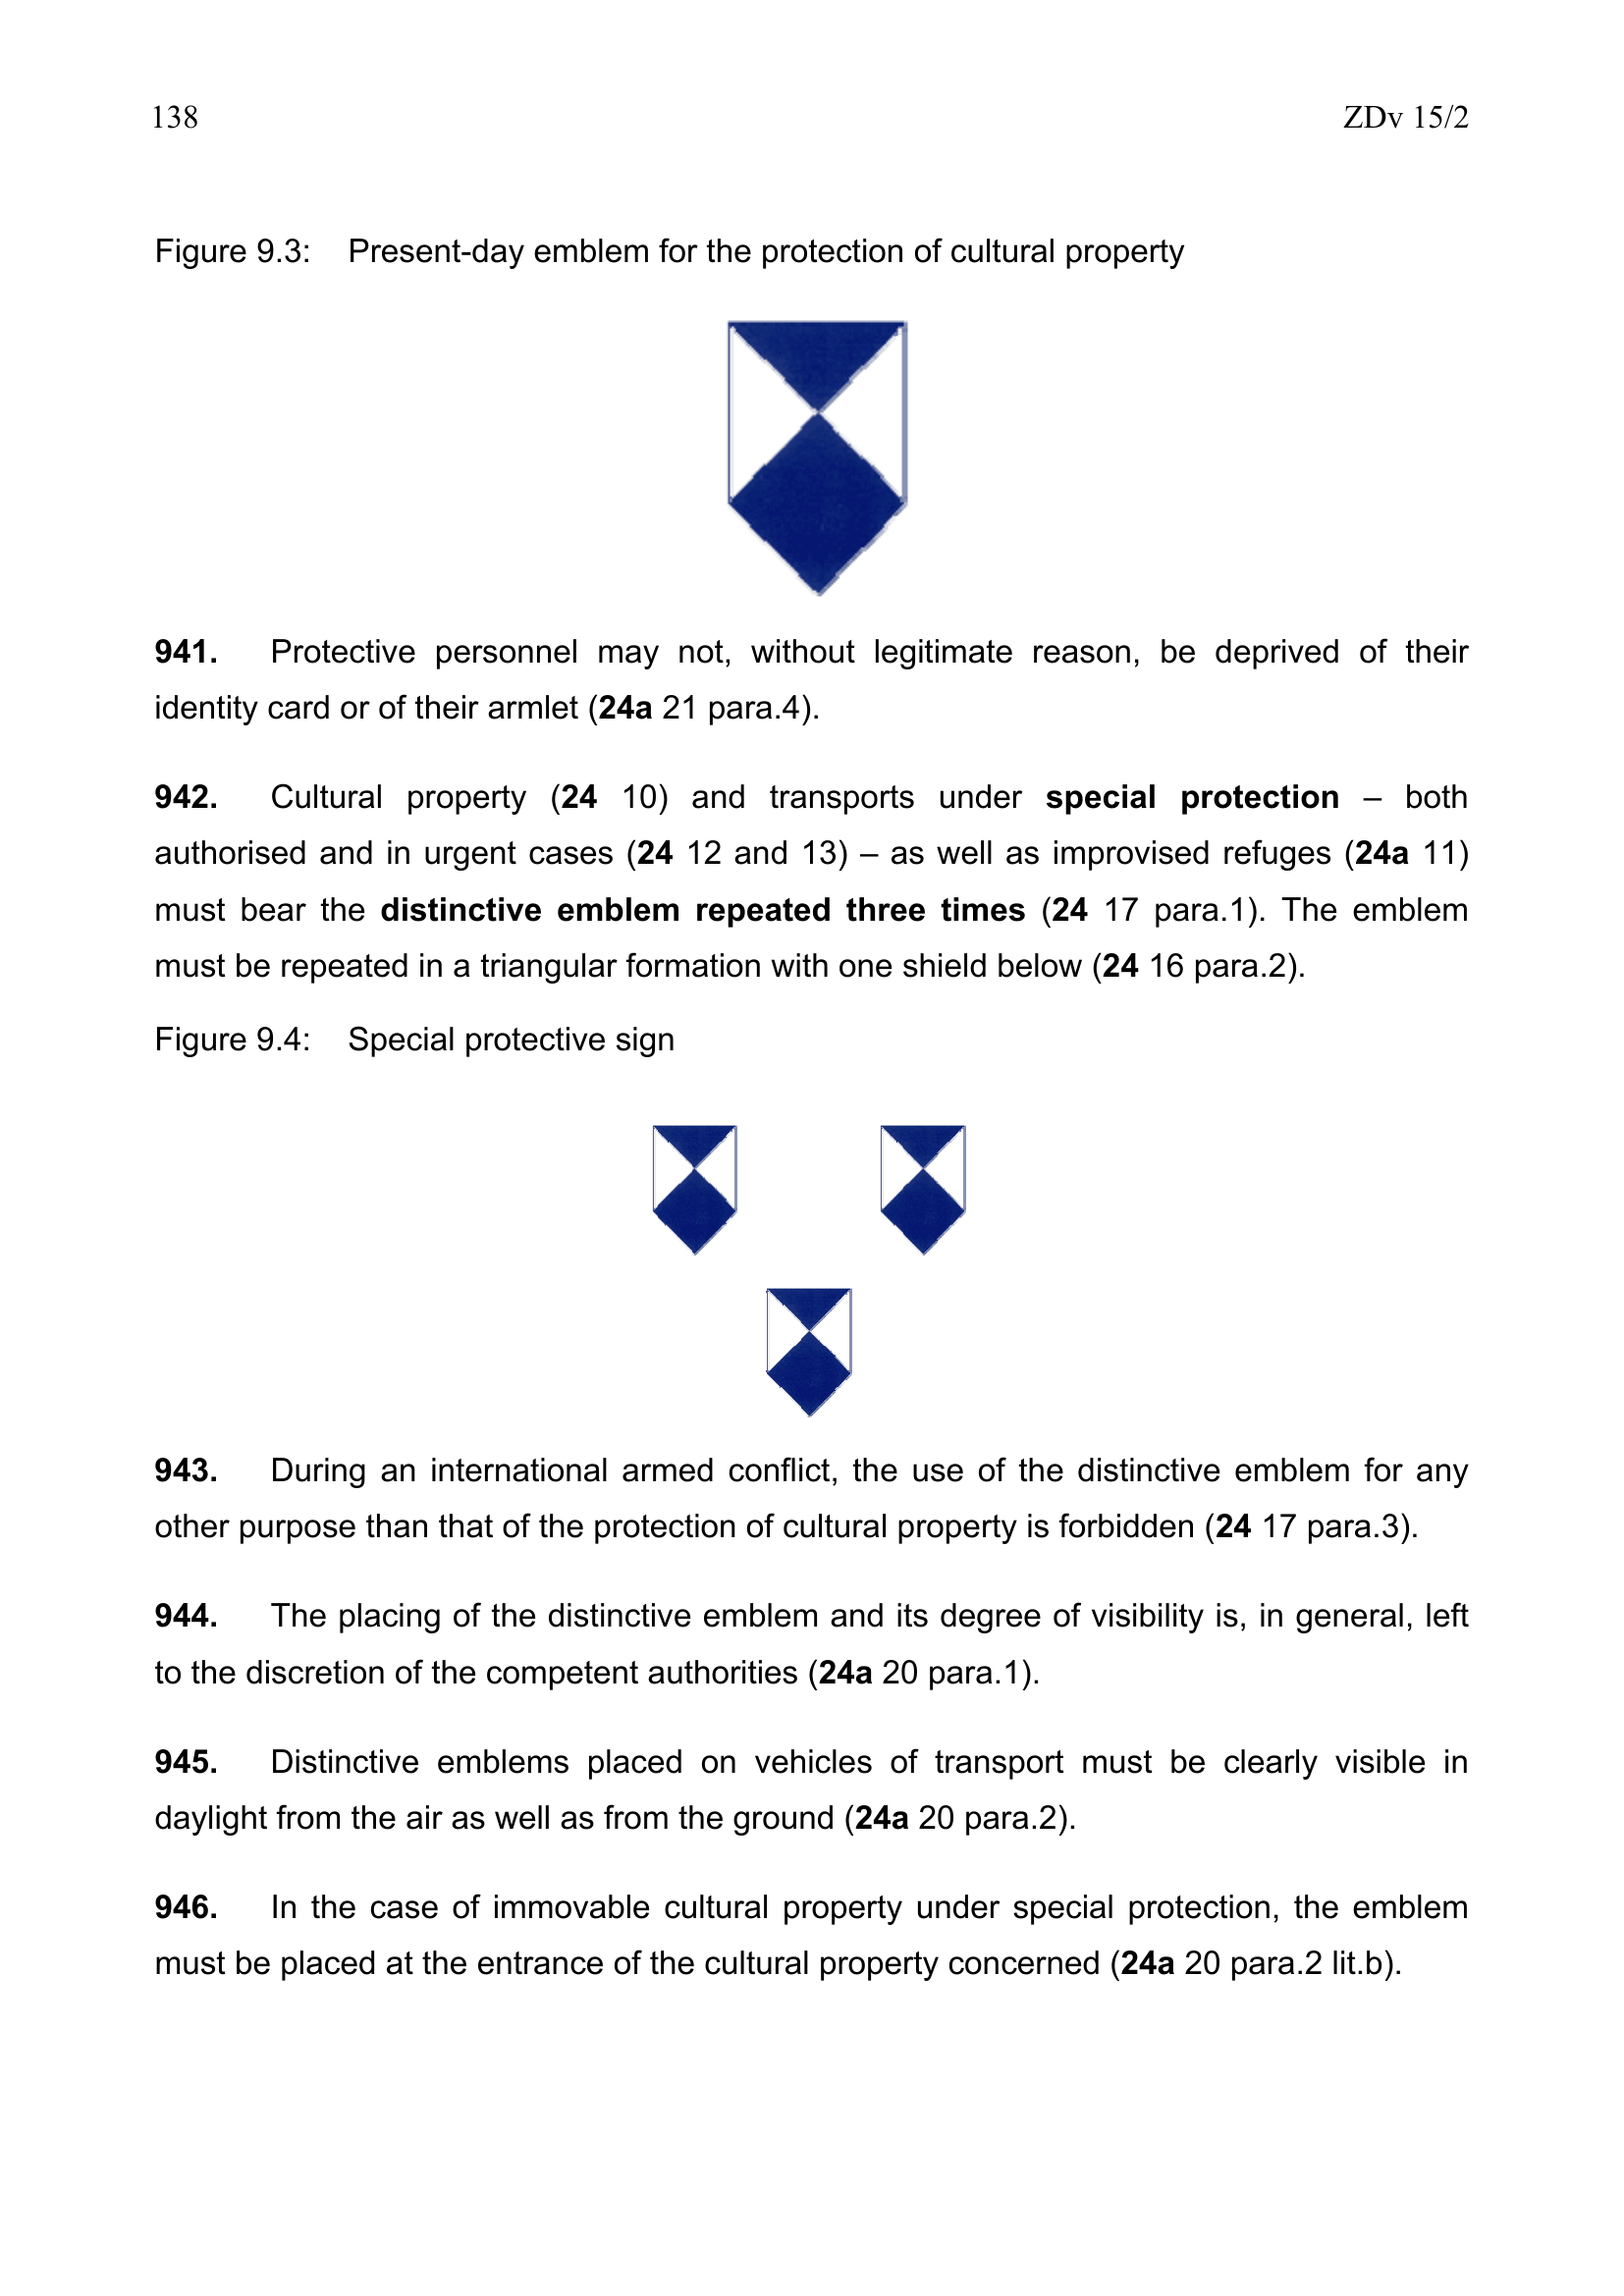 138 ZDv 15/2
Figure 9.3: Present-day emblem for the protection of cultural property
941. Protective personnel may not, without legitimate reason, be deprived of their
identity card or of their armlet (24a 21 para.4).
942. Cultural property (24 10) and transports under special protection – both
authorised and in urgent cases (24 12 and 13) – as well as improvised refuges (24a 11)
must bear the distinctive emblem repeated three times (24 17 para.1). The emblem
must be repeated in a triangular formation with one shield below (24 16 para.2).
Figure 9.4: Special protective sign
943. During an international armed conflict, the use of the distinctive emblem for any
other purpose than that of the protection of cultural property is forbidden (24 17 para.3).
944. The placing of the distinctive emblem and its degree of visibility is, in general, left
to the discretion of the competent authorities (24a 20 para.1).
945. Distinctive emblems placed on vehicles of transport must be clearly visible in
daylight from the air as well as from the ground (24a 20 para.2).
946. In the case of immovable cultural property under special protection, the emblem
must be placed at the entrance of the cultural property concerned (24a 20 para.2 lit.b).